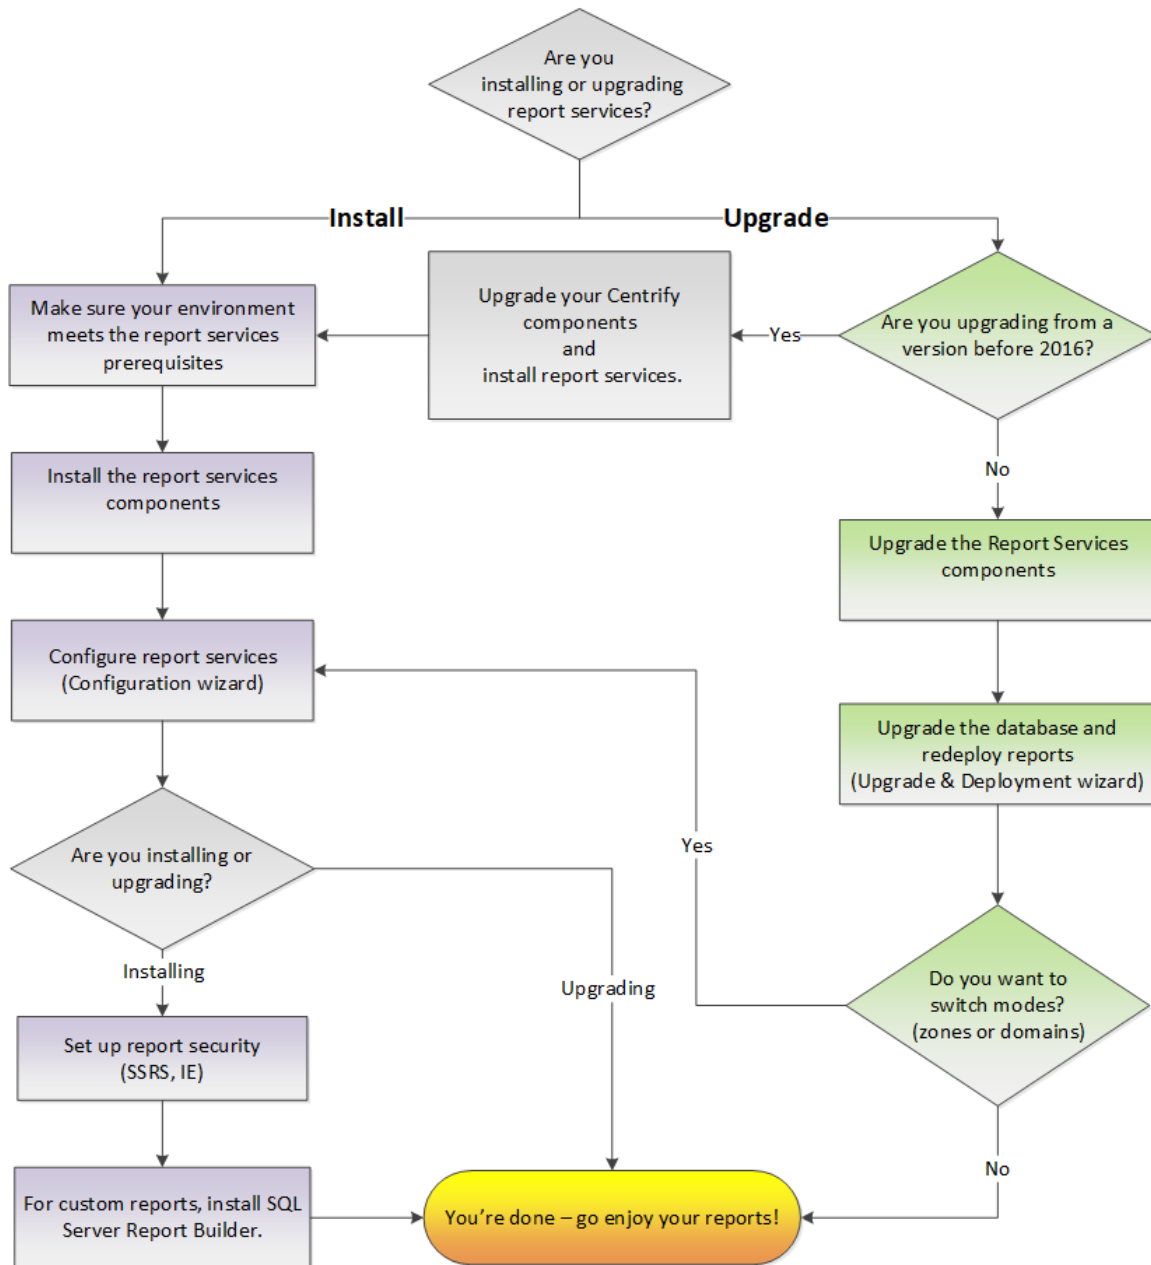 Are you
installing or upgrading
report services?
Install
Upgrade
Make sure your environment
meets the report services
prerequisites
Upgrade your Centrify
components
and
install report services.
Yes
Are you upgrading from a
version before 2016?
No
Install the report services
components
Upgrade the Report Services
components
Configure report services
(Configuration wizard)
Upgrade the database and
redeploy reports
(Upgrade & Deployment wizard)
Yes
Are you installing or
upgrading?
Installing
Upgrading
Do you want to
switch modes?
(zones or domains)
Set up report security
(SSRS, IE)
No
For custom reports, install SQL
Server Report Builder.
You’re done – go enjoy your reports!